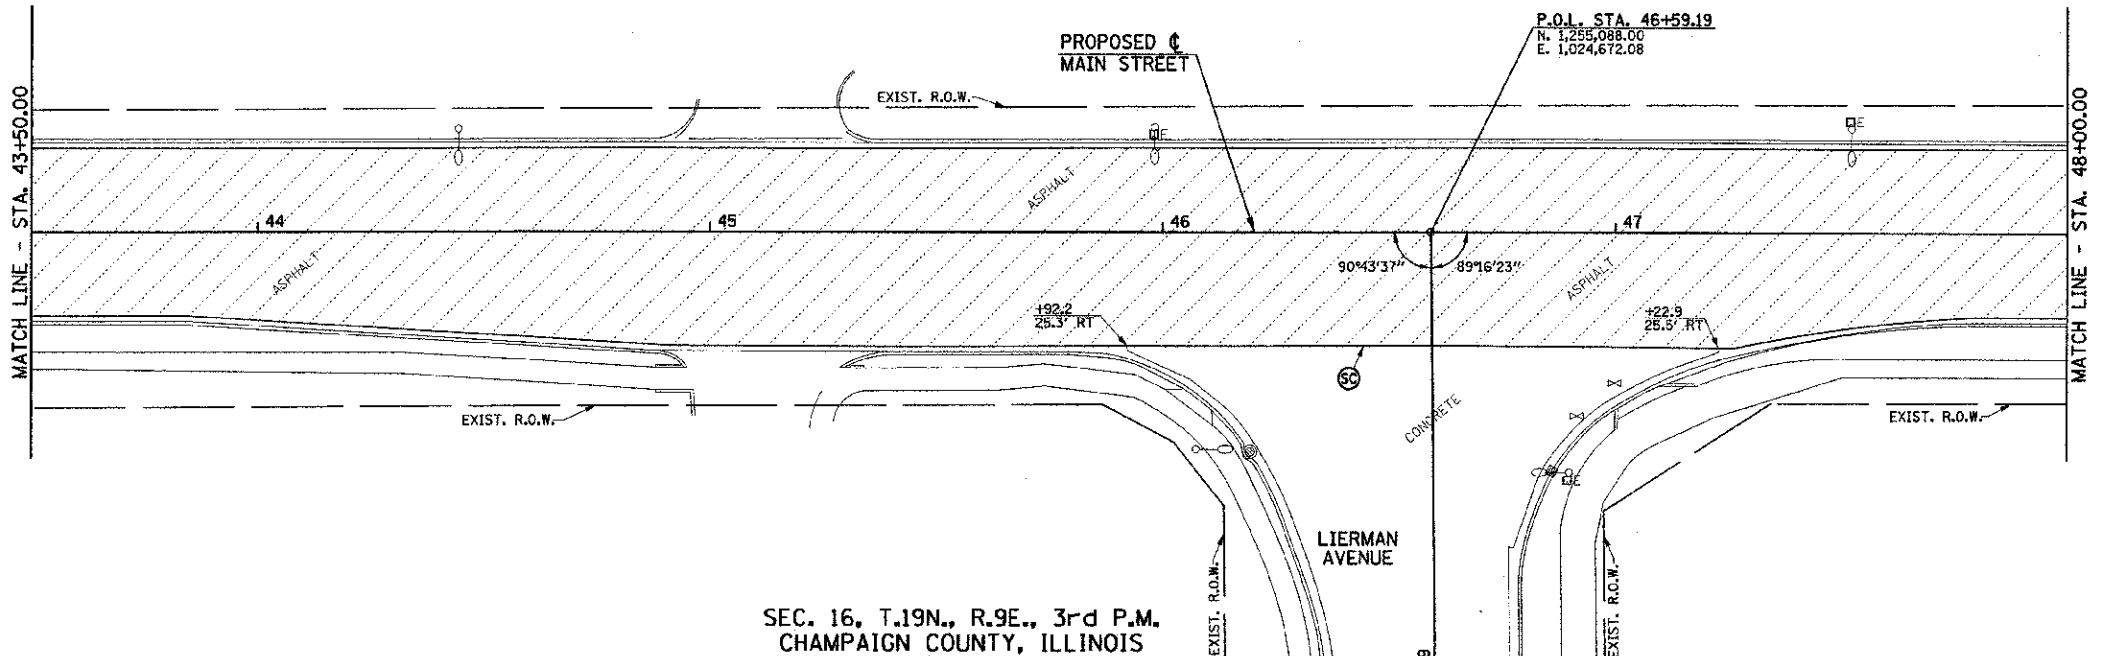 P.O.L. STA. 46+59.19
N. 1,255,088.00
E. 1,024,672.08
PROPOSED ℄
MAIN STREET
EXIST. R.O.W.
MATCH LINE - STA. 43+50.00
MATCH LINE - STA. 48+00.00
E
E
ASPHALT
44
45
46
47
ASPHALT
90°43'37"
89°16'23"
ASPHALT
+92.2
25.3' RT
+22.9
25.5' RT
SC
CONCRETE
EXIST. R.O.W.
EXIST. R.O.W.
E
LIERMAN
AVENUE
EXIST. R.O.W.
EXIST. R.O.W.
SEC. 16, T.19N., R.9E., 3rd P.M.
CHAMPAIGN COUNTY, ILLINOIS